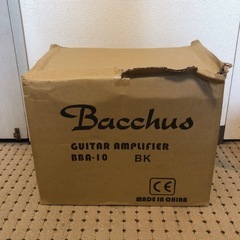 Bacchus
GUITAR AMPLIFIER
BBA-10 BK
CE
MADE IN CHINA